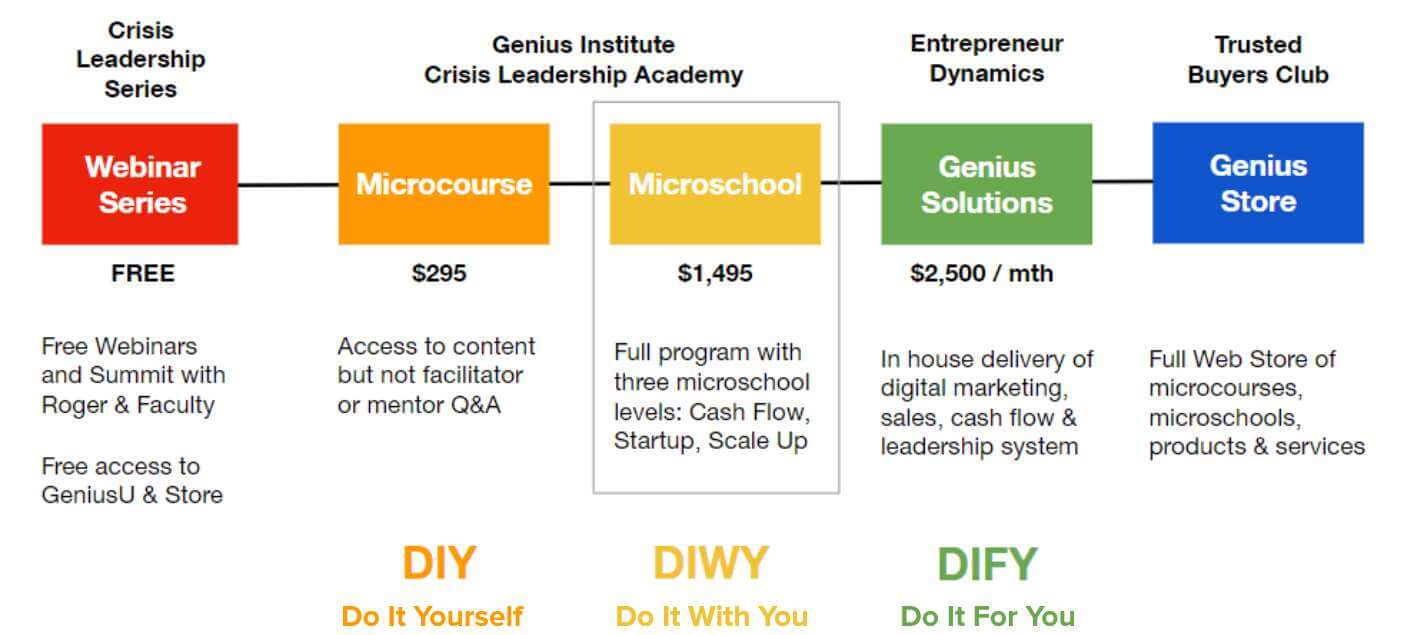 Crisis
Leadership
Series
Genius Institute
Crisis Leadership Academy
Entrepreneur
Dynamics
Trusted
Buyers Club
Webinar
Series
Microcourse
Microschool
Genius
Solutions
Genius
Store
FREE
$295
$1,495
$2,500 / mth
Free Webinars
and Summit with
Roger & Faculty
Free access to
GeniusU & Store
Access to content
but not facilitator
or mentor Q&A
Full program with
three microschool
levels: Cash Flow,
Startup, Scale Up
In house delivery of
digital marketing,
sales, cash flow &
leadership system
Full Web Store of
microcourses,
microschools,
products & services
DIY
Do It Yourself
DIWY
Do It With You
DIFY
Do It For You